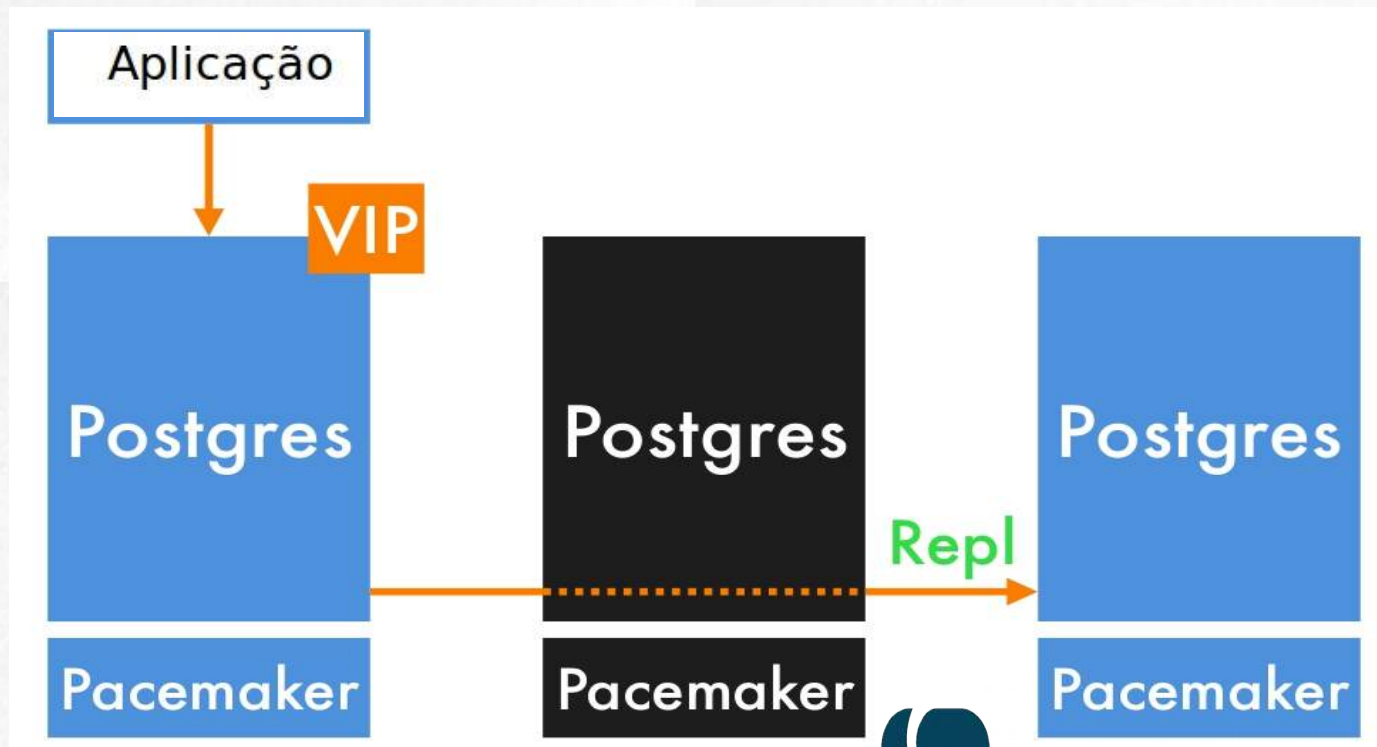 Aplicação
VIP
Postgres
Postgres
Postgres
Repl
Pacemaker
Pacemaker
Pacemaker